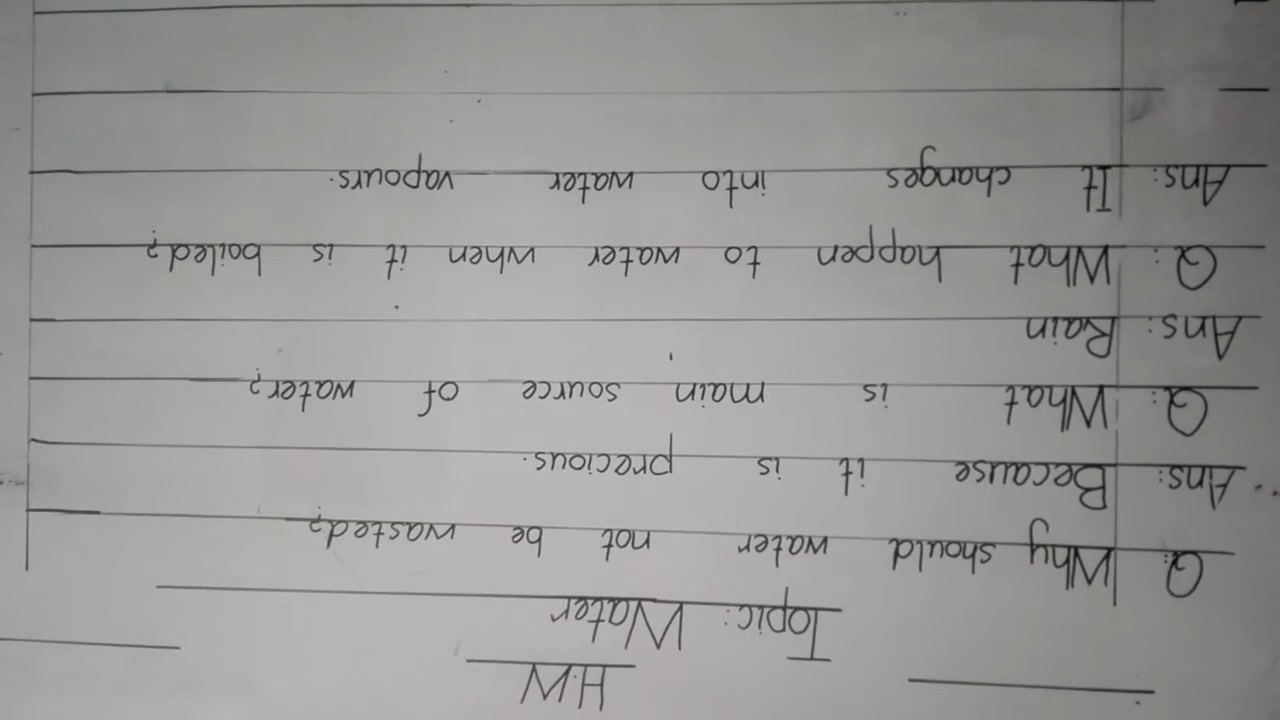 H.W
Topic: Water
Q: Why should water not be wasted?
Ans: Because it is precious.
Q: What is main source of water?
Ans: Rain
Q: What happen to water when it is boiled?
Ans: It changes into water vapours.